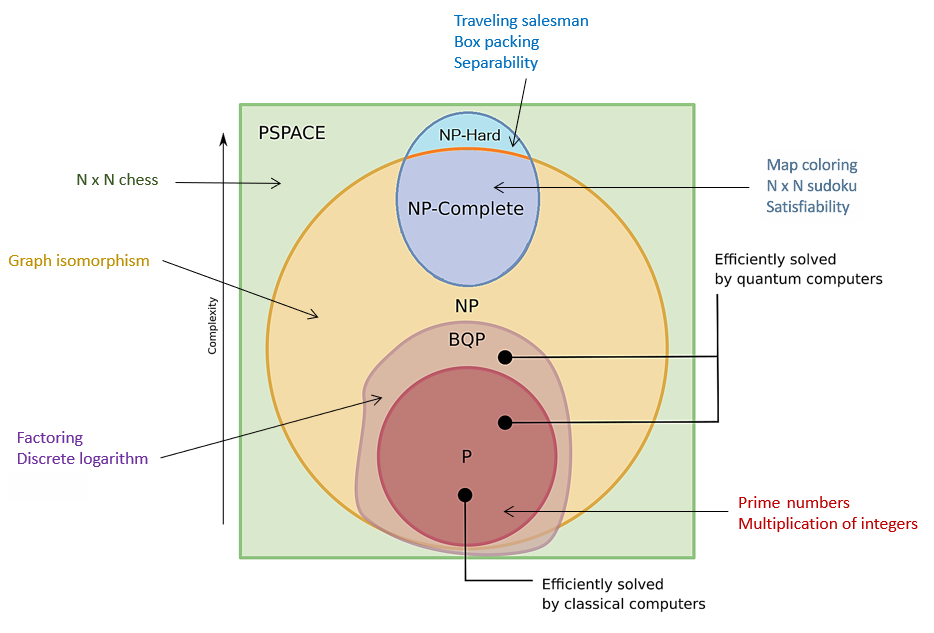 Traveling salesman
Box packing
Separability
PSPACE
NP-Hard
N x N chess
Map coloring
N x N sudoku
Satisfiability
NP-Complete
Graph isomorphism
Efficiently solved
by quantum computers
Complexity
NP
BQP
Factoring
Discrete logarithm
P
Prime numbers
Multiplication of integers
Efficiently solved
by classical computers